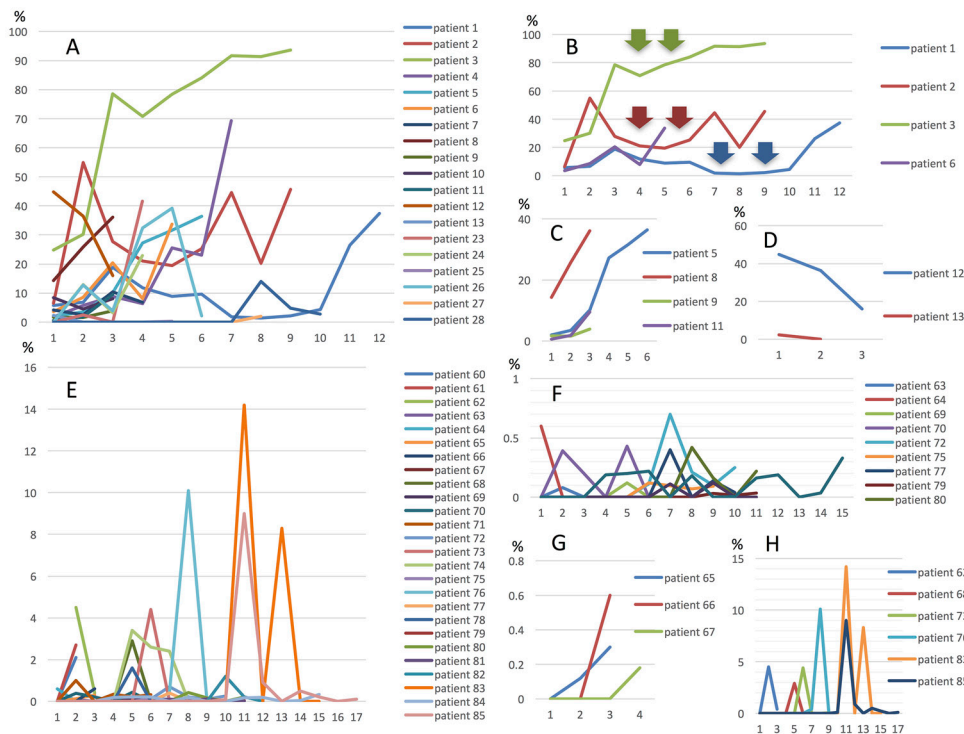 %
A
100
90
80
70
60
50
40
30
20
10
0
1 2 3 4 5 6 7 8 9 10 11 12
patient 1
patient 2
patient 3
patient 4
patient 5
patient 6
patient 7
patient 8
patient 9
patient 10
patient 11
patient 12
patient 13
patient 23
patient 24
patient 25
patient 26
patient 27
patient 28
%
B
100
80
60
40
20
0
1 2 3 4 5 6 7 8 9 10 11 12
patient 1
patient 2
patient 3
patient 6
%
C
40
20
0
1 2 3 4 5 6
patient 5
patient 8
patient 9
patient 11
%
D
60
40
20
0
1 2 3
patient 12
patient 13
%
E
16
14
12
10
8
6
4
2
0
1 2 3 4 5 6 7 8 9 10 11 12 13 14 15 16 17
patient 60
patient 61
patient 62
patient 63
patient 64
patient 65
patient 66
patient 67
patient 68
patient 69
patient 70
patient 71
patient 72
patient 73
patient 74
patient 75
patient 76
patient 77
patient 78
patient 79
patient 80
patient 81
patient 82
patient 83
patient 84
patient 85
%
F
1
0.5
0
1 2 3 4 5 6 7 8 9 10 11 12 13 14 15
patient 63
patient 64
patient 69
patient 70
patient 72
patient 75
patient 77
patient 79
patient 80
%
G
0.8
0.6
0.4
0.2
0
1 2 3 4
patient 65
patient 66
patient 67
%
H
15
10
5
0
1 3 5 7 9 11 13 15 17
patient
patient 68
patient
patient
patient
patient